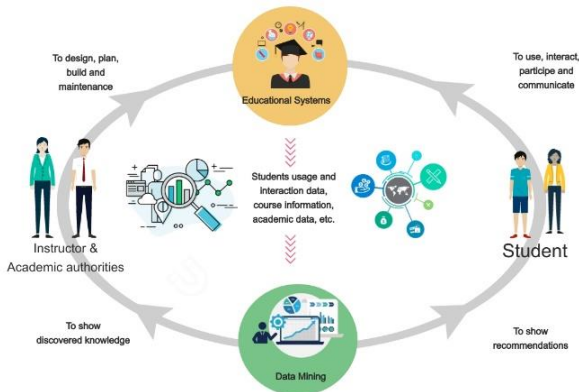 To design, plan,
build and
maintenance
Educational Systems
To use, interact,
participe and
communicate
Students usage and
interaction data,
course information,
academic data, etc.
Instructor &
Academic authorities
Student
To show
discovered knowledge
Data Mining
To show
recommendations